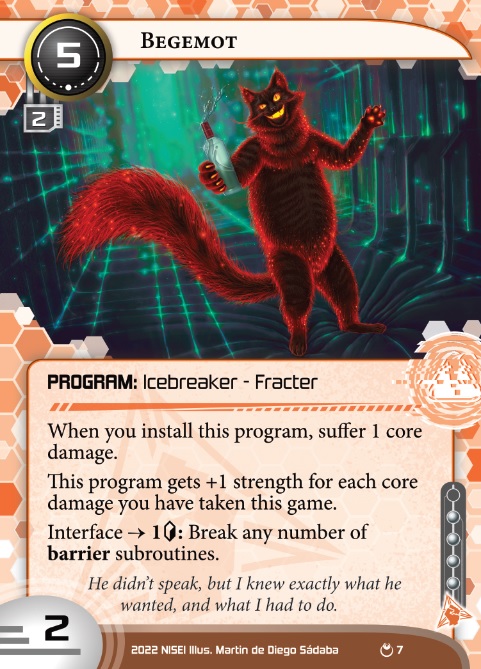 5
BEGEMOT
2
PROGRAM: Icebreaker - Fracter
When you install this program, suffer 1 core
damage.
This program gets +1 strength for each core
damage you have taken this game.
Interface → 1: Break any number of
barrier subroutines.
He didn't speak, but I knew exactly what he
wanted, and what I had to do.
2
2022 NISEI Illus. Martin de Diego Sádaba
7